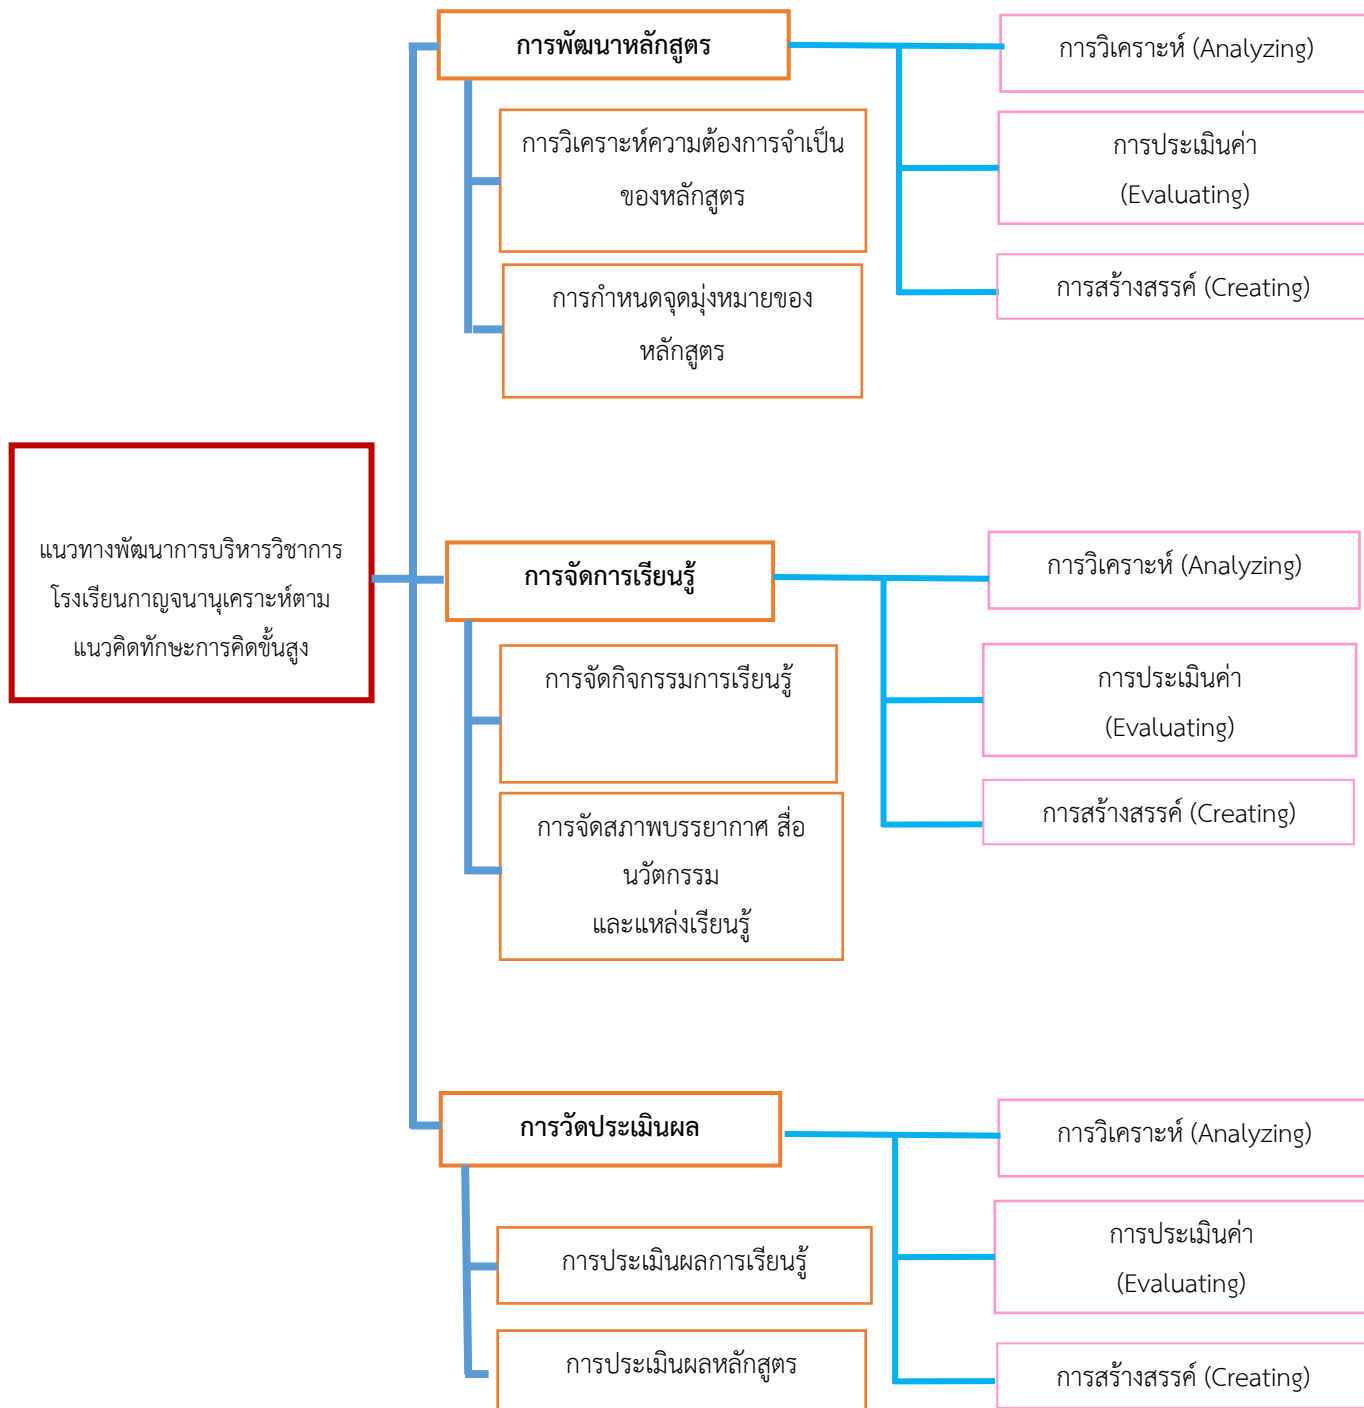 การพัฒนาหลักสูตร
การวิเคราะห์ (Analyzing)
การวิเคราะห์ความต้องการจำเป็น
ของหลักสูตร
การประเมินค่า
(Evaluating)
การกำหนดจุดมุ่งหมายของ
หลักสูตร
การสร้างสรรค์ (Creating)
แนวทางพัฒนาการบริหารวิชาการ
โรงเรียนกาญจนานุเคราะห์ตาม
แนวคิดทักษะการคิดขั้นสูง
การจัดการเรียนรู้
การวิเคราะห์ (Analyzing)
การจัดกิจกรรมการเรียนรู้
การประเมินค่า
(Evaluating)
การจัดสภาพบรรยากาศ สื่อ
นวัตกรรม
และแหล่งเรียนรู้
การสร้างสรรค์ (Creating)
การวัดประเมินผล
การวิเคราะห์ (Analyzing)
การประเมินผลการเรียนรู้
การประเมินค่า
(Evaluating)
การประเมินผลหลักสูตร
การสร้างสรรค์ (Creating)